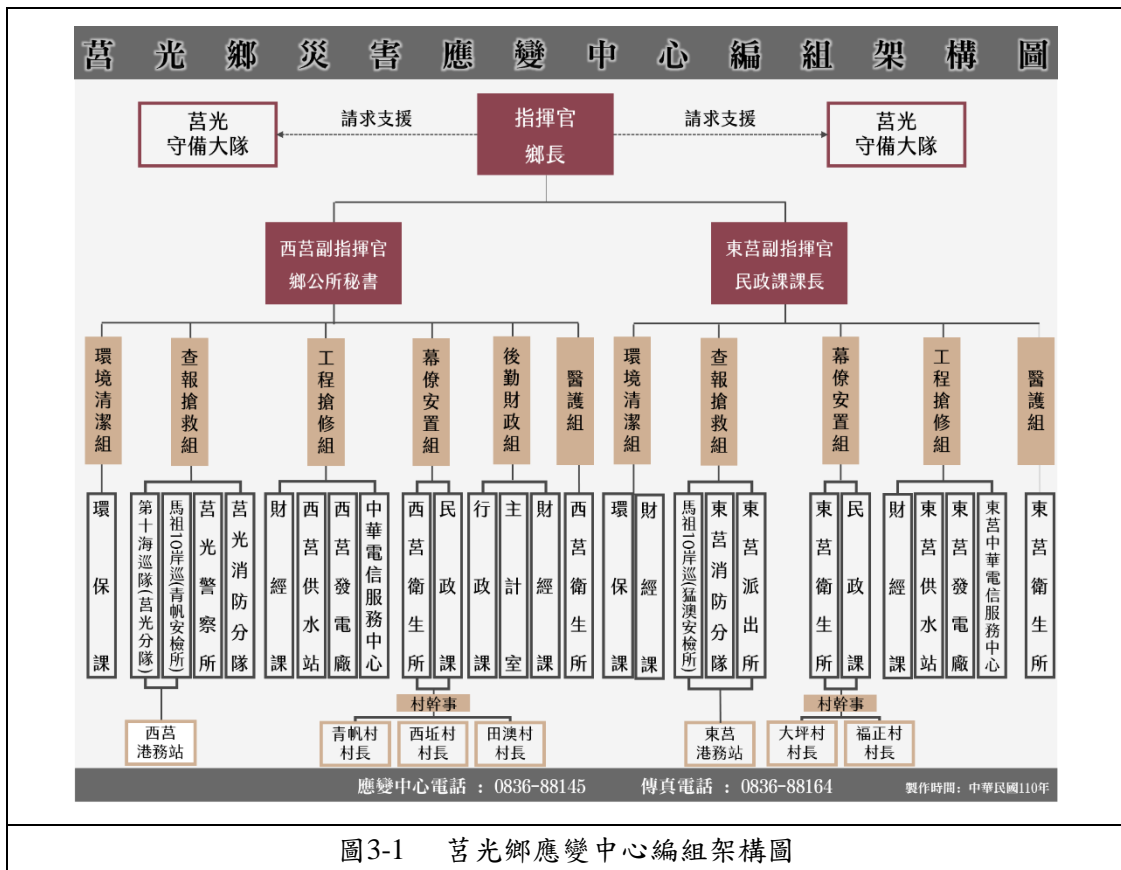 莒光鄉災害應變中心編組架構圖
莒光
守備大隊
請求支援
指揮官
鄉長
請求支援
莒光
守備大隊
西莒副指揮官
鄉公所秘書
東莒副指揮官
民政課課長
環境清潔組
查報搶救組
工程搶修組
幕僚安置組
後勤財政組
醫護組
環境清潔組
查報搶救組
幕僚安置組
工程搶修組
醫護組
環保課
第十海巡隊(莒光分隊)
馬祖10岸巡(青帆安檢所)
莒光警察所
莒光消防分隊
財經課
西莒供水站
西莒發電廠
中華電信服務中心
西莒衛生所
民政課
行政課
主計室
財經課
西莒衛生所
環保課
財經課
馬祖10岸巡(猛澳安檢所)
東莒消防分隊
東莒派出所
東莒衛生所
民政課
財經課
東莒供水站
東莒發電廠
東莒中華電信服務中心
東莒衛生所
村幹事
村幹事
西莒
港務站
青帆村
村長
西坵村
村長
田澳村
村長
東莒
港務站
大坪村
村長
福正村
村長
應變中心電話：0836-88145
傳真電話：0836-88164
製作時間：中華民國110年
圖3-1 莒光鄉應變中心編組架構圖